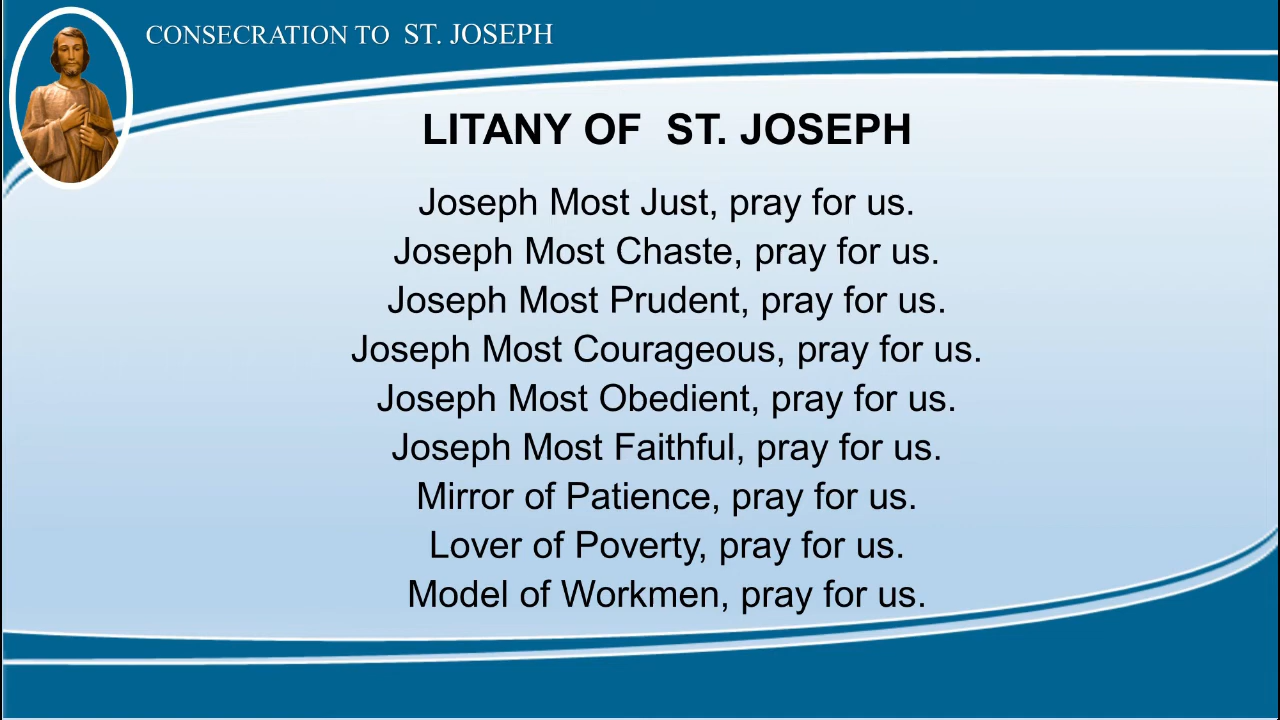 CONSECRATION TO ST. JOSEPH
LITANY OF ST. JOSEPH
Joseph Most Just, pray for us.
Joseph Most Chaste, pray for us.
Joseph Most Prudent, pray for us.
Joseph Most Courageous, pray for us.
Joseph Most Obedient, pray for us.
Joseph Most Faithful, pray for us.
Mirror of Patience, pray for us.
Lover of Poverty, pray for us.
Model of Workmen, pray for us.